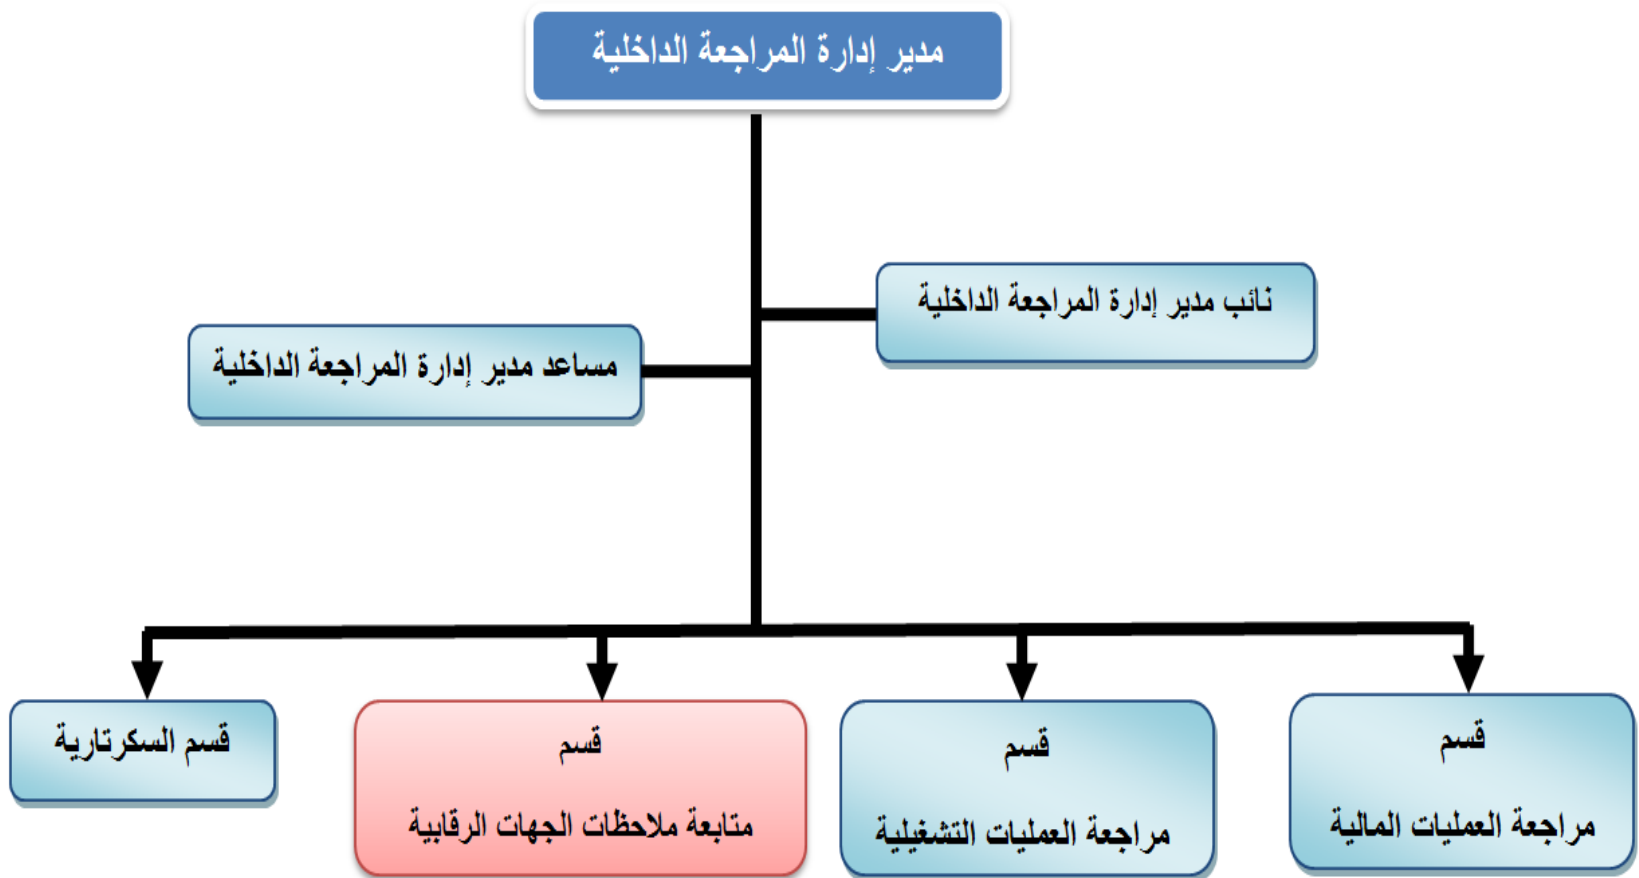 مدير إدارة المراجعة الداخلية
نائب مدير إدارة المراجعة الداخلية
مساعد مدير إدارة المراجعة الداخلية
قسم
مراجعة العمليات المالية
قسم
مراجعة العمليات التشغيلية
قسم
متابعة ملاحظات الجهات الرقابية
قسم السكرتارية